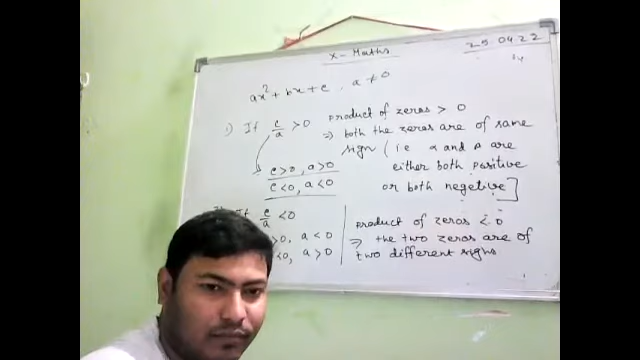 X - Maths
25.04.22
ax² + bx + c , a ≠ 0
1) If c/a > 0 product of zeros > 0
⇒ both the zeros are of same
sign (i.e α and β are
either both positive
or both negetive]
c > 0, a > 0
c < 0, a < 0
If c/a < 0 product of zeros < 0
> 0, a < 0
< 0, a > 0
⇒ the two zeros are of
two different signs